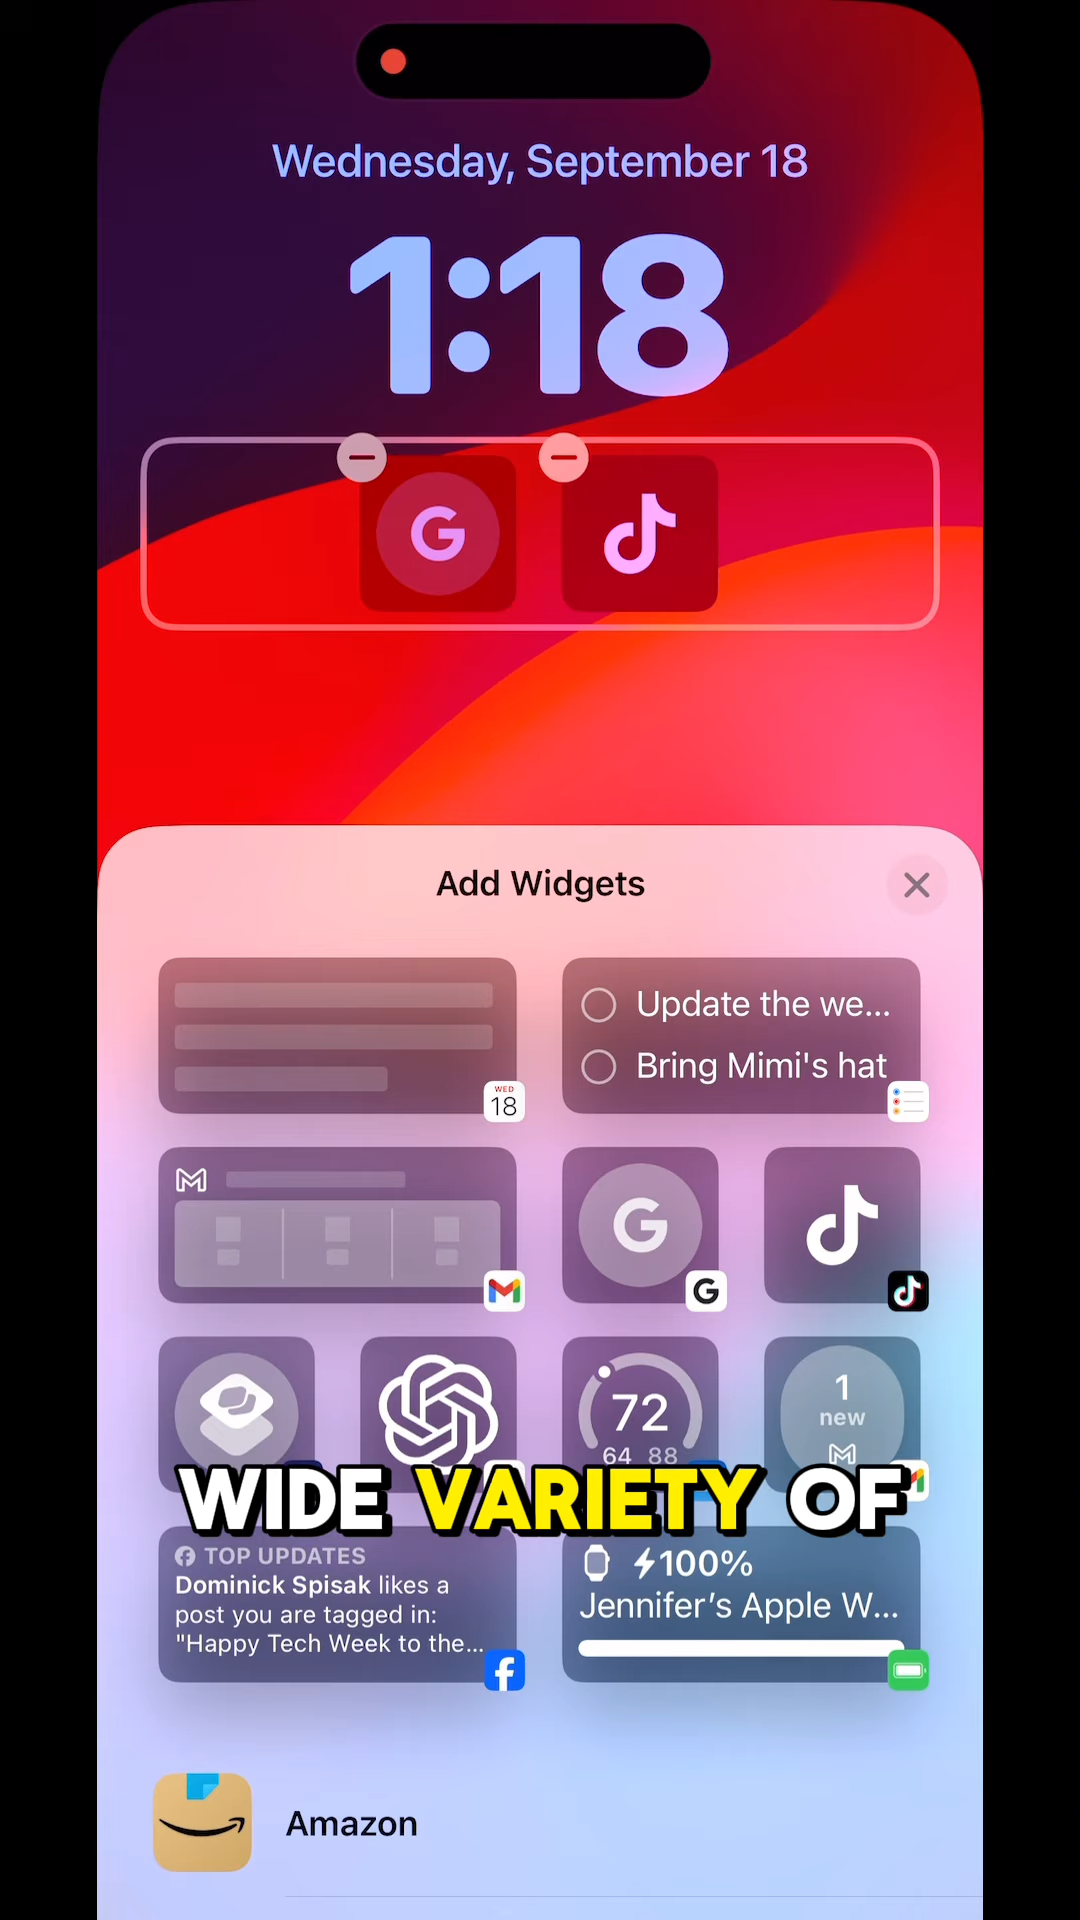 Wednesday, September 18
1:18
Add Widgets
Update the we...
Bring Mimi's hat
WED
18
72
64 88
1
new
WIDE VARIETY OF
TOP UPDATES
Dominick Spisak likes a
post you are tagged in:
"Happy Tech Week to the...
100%
Jennifer’s Apple W...
Amazon